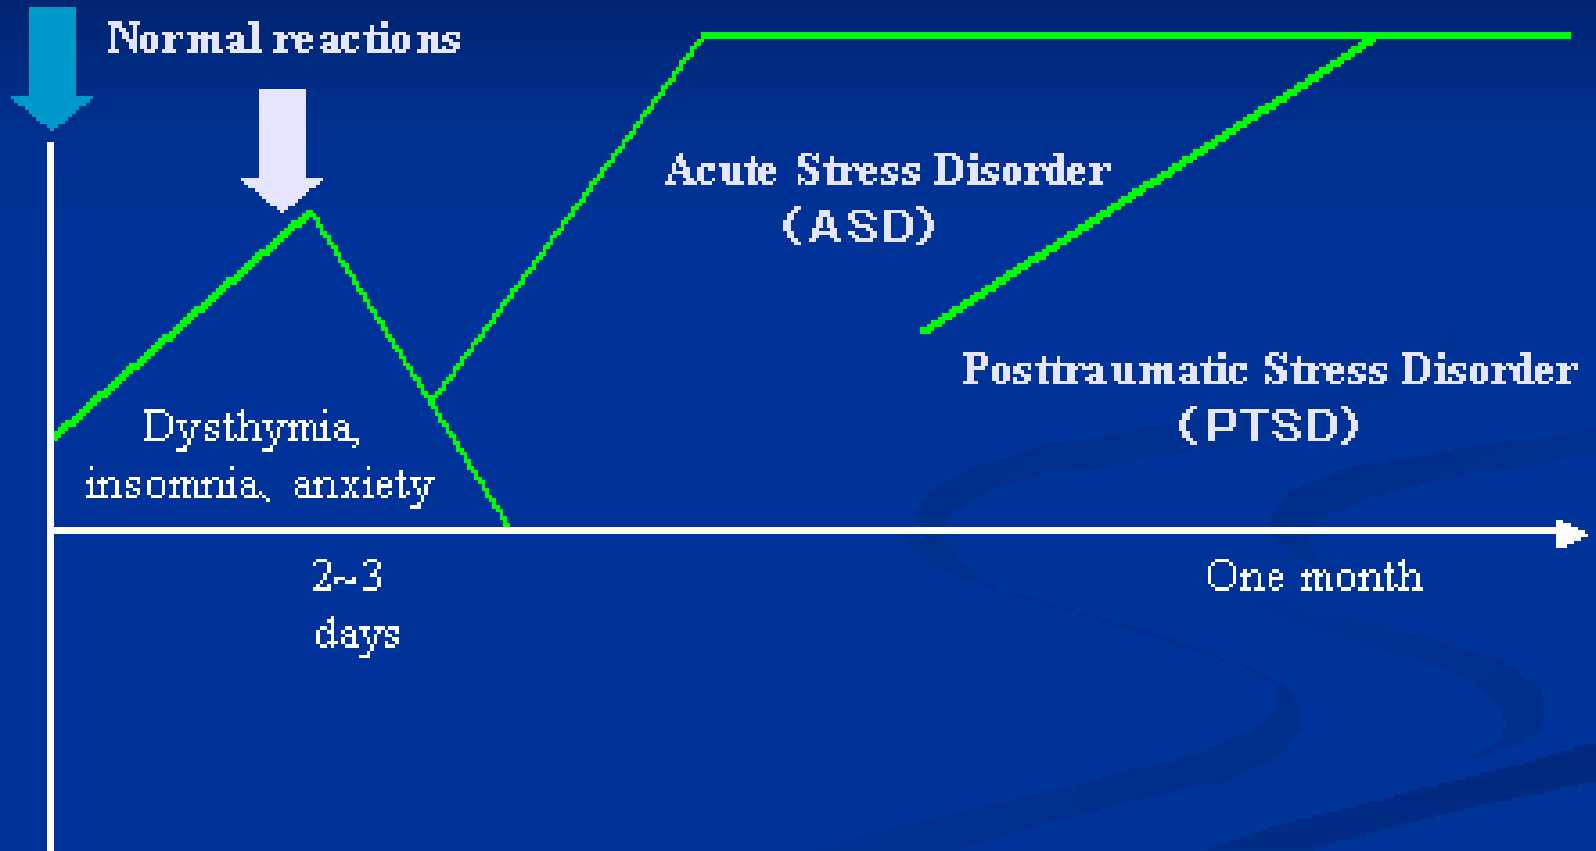 Normal reactions
Acute Stress Disorder
(ASD)
Posttraumatic Stress Disorder
(PTSD)
Dysthymia,
insomnia、anxiety
2~3
days
One month